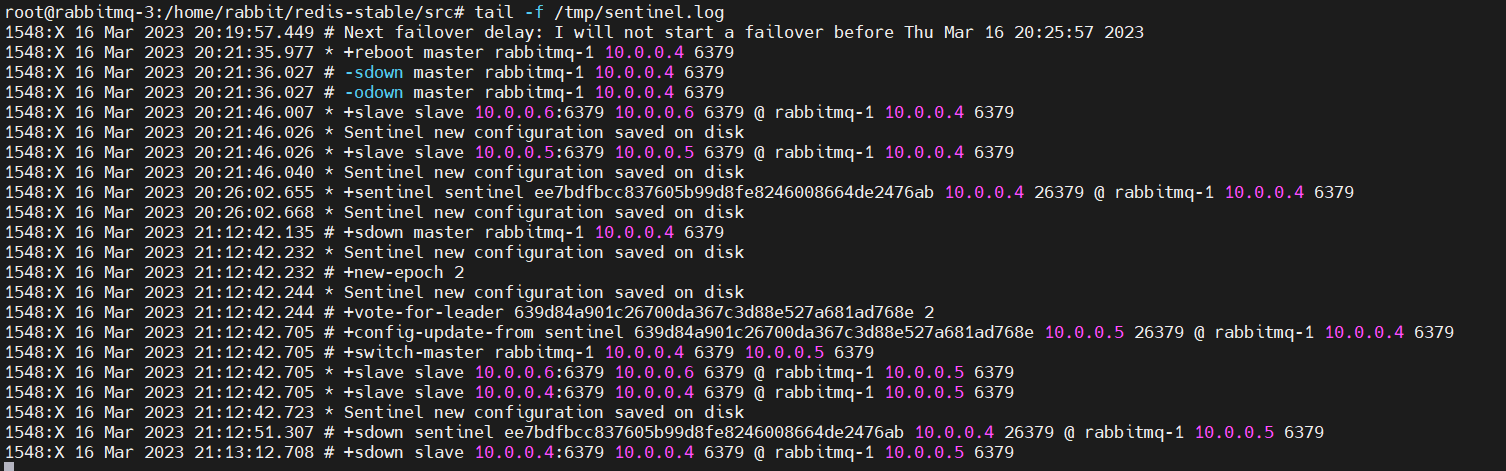 root@rabbitmq-3:/home/rabbit/redis-stable/src# tail -f /tmp/sentinel.log
1548:X 16 Mar 2023 20:19:57.449 # Next failover delay: I will not start a failover before Thu Mar 16 20:25:57 2023
1548:X 16 Mar 2023 20:21:35.977 * +reboot master rabbitmq-1 10.0.0.4 6379
1548:X 16 Mar 2023 20:21:36.027 # -sdown master rabbitmq-1 10.0.0.4 6379
1548:X 16 Mar 2023 20:21:36.027 # -odown master rabbitmq-1 10.0.0.4 6379
1548:X 16 Mar 2023 20:21:46.007 * +slave slave 10.0.0.6:6379 10.0.0.6 6379 @ rabbitmq-1 10.0.0.4 6379
1548:X 16 Mar 2023 20:21:46.026 * Sentinel new configuration saved on disk
1548:X 16 Mar 2023 20:21:46.026 * +slave slave 10.0.0.5:6379 10.0.0.5 6379 @ rabbitmq-1 10.0.0.4 6379
1548:X 16 Mar 2023 20:21:46.040 * Sentinel new configuration saved on disk
1548:X 16 Mar 2023 20:26:02.655 * +sentinel sentinel ee7bdfbcc837605b99d8fe8246008664de2476ab 10.0.0.4 26379 @ rabbitmq-1 10.0.0.4 6379
1548:X 16 Mar 2023 20:26:02.668 * Sentinel new configuration saved on disk
1548:X 16 Mar 2023 21:12:42.135 # +sdown master rabbitmq-1 10.0.0.4 6379
1548:X 16 Mar 2023 21:12:42.232 * Sentinel new configuration saved on disk
1548:X 16 Mar 2023 21:12:42.232 # +new-epoch 2
1548:X 16 Mar 2023 21:12:42.244 * Sentinel new configuration saved on disk
1548:X 16 Mar 2023 21:12:42.244 # +vote-for-leader 639d84a901c26700da367c3d88e527a681ad768e 2
1548:X 16 Mar 2023 21:12:42.705 # +config-update-from sentinel 639d84a901c26700da367c3d88e527a681ad768e 10.0.0.5 26379 @ rabbitmq-1 10.0.0.4 6379
1548:X 16 Mar 2023 21:12:42.705 # +switch-master rabbitmq-1 10.0.0.4 6379 10.0.0.5 6379
1548:X 16 Mar 2023 21:12:42.705 * +slave slave 10.0.0.6:6379 10.0.0.6 6379 @ rabbitmq-1 10.0.0.5 6379
1548:X 16 Mar 2023 21:12:42.705 * +slave slave 10.0.0.4:6379 10.0.0.4 6379 @ rabbitmq-1 10.0.0.5 6379
1548:X 16 Mar 2023 21:12:42.723 * Sentinel new configuration saved on disk
1548:X 16 Mar 2023 21:12:51.307 # +sdown sentinel ee7bdfbcc837605b99d8fe8246008664de2476ab 10.0.0.4 26379 @ rabbitmq-1 10.0.0.5 6379
1548:X 16 Mar 2023 21:13:12.708 # +sdown slave 10.0.0.4:6379 10.0.0.4 6379 @ rabbitmq-1 10.0.0.5 6379